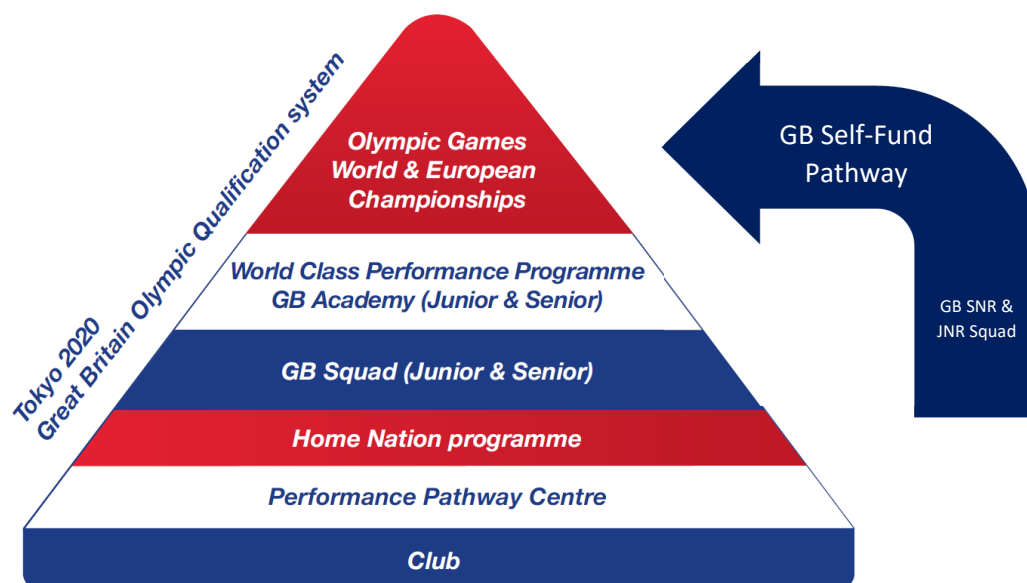 Tokyo 2020
Great Britain Olympic Qualification system
Olympic Games
World & European
Championships
World Class Performance Programme
GB Academy (Junior & Senior)
GB Squad (Junior & Senior)
Home Nation programme
Performance Pathway Centre
Club
GB Self-Fund
Pathway
GB SNR &
JNR Squad